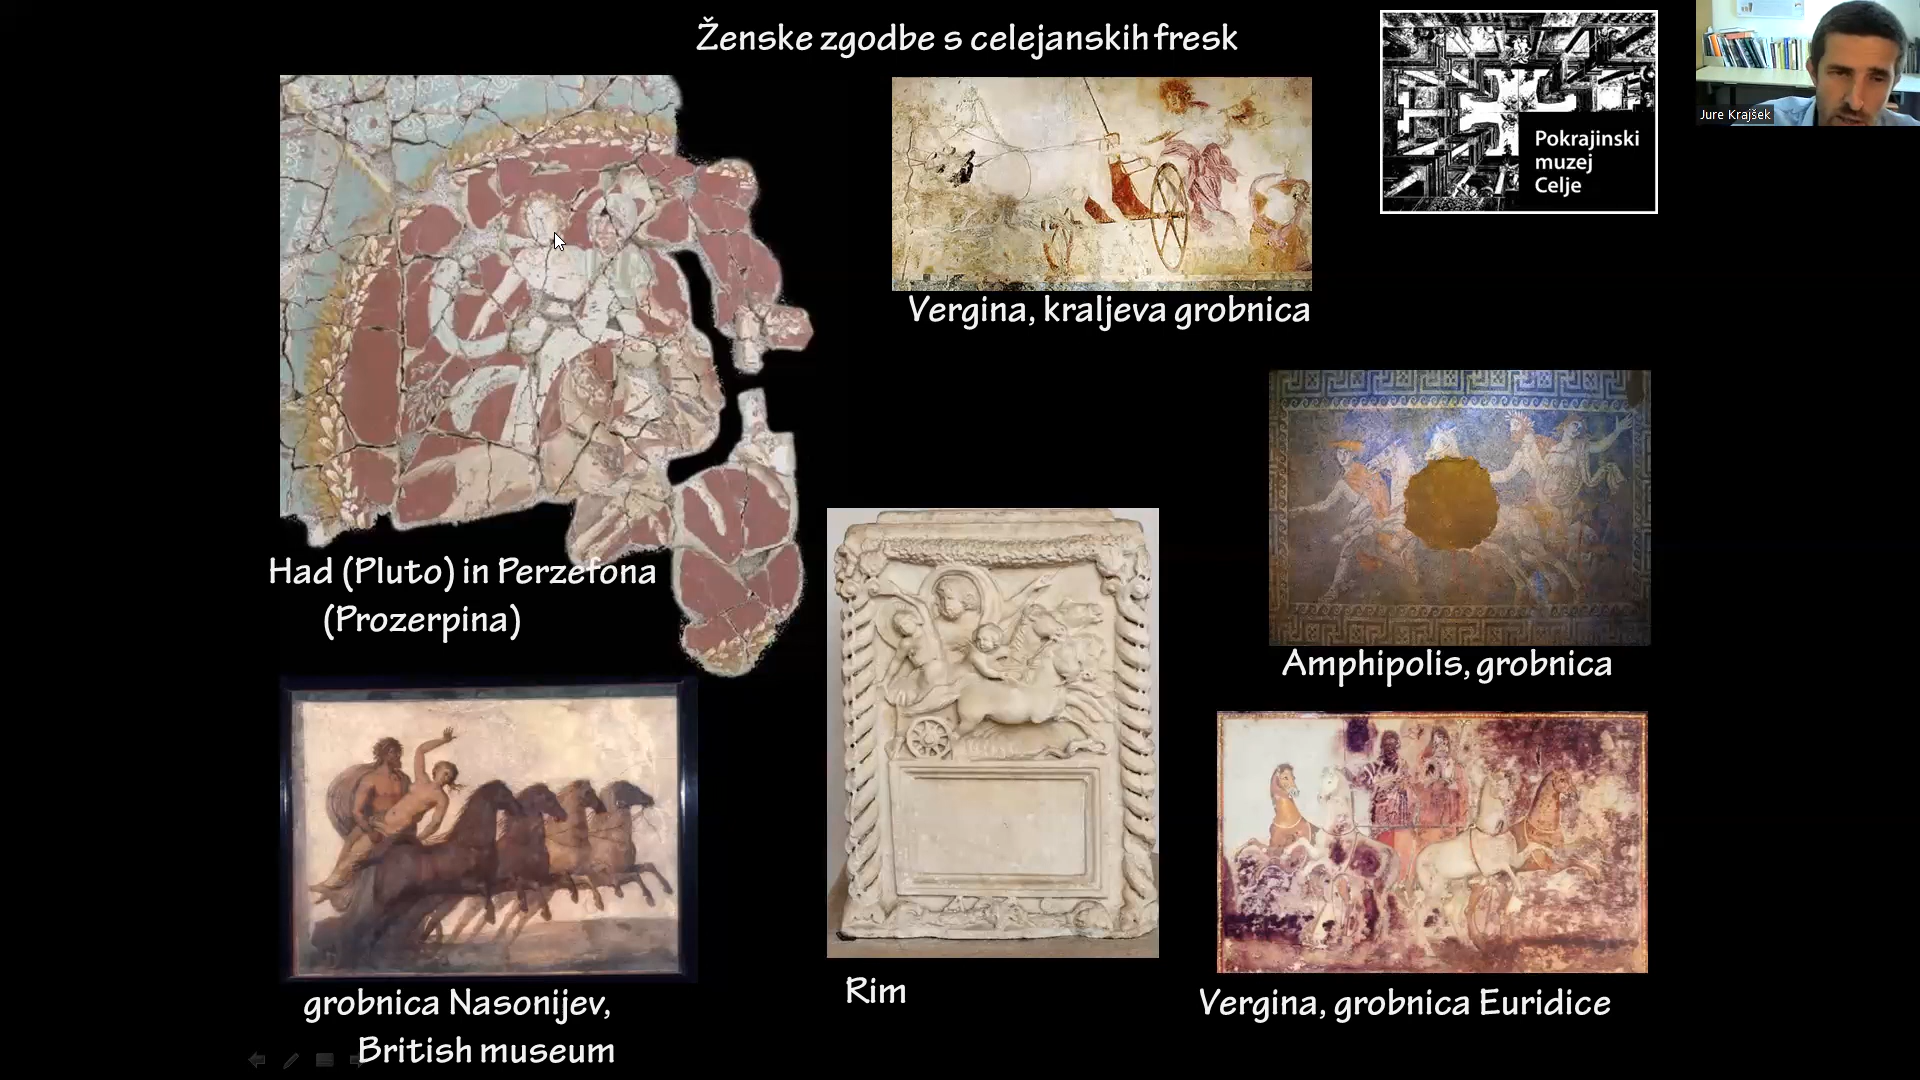 Ženske zgodbe s celejanskih fresk
Pokrajinski
muzej
Celje
Jure Krajšek
Vergina, kraljeva grobnica
Had (Pluto) in Perzefona
(Prozerpina)
Amphipolis, grobnica
grobnica Nasonijev,
British museum
Rim
Vergina, grobnica Euridice